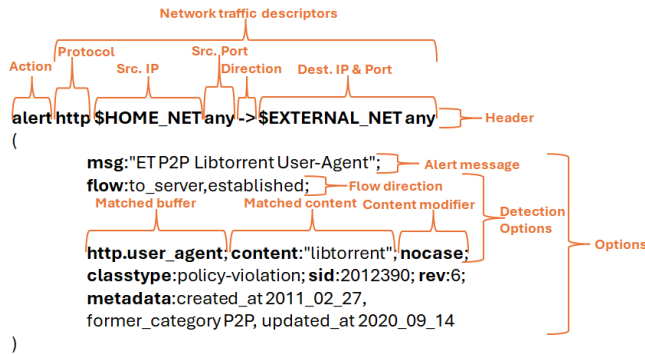 Network traffic descriptors
Protocol
Src. Port
Action
Src. IP
Direction
Dest. IP & Port
alert http $HOME_NET any -> $EXTERNAL_NET any
Header
(
msg:"ET P2P Libtorrent User-Agent";
Alert message
flow:to_server,established;
Flow direction
Matched buffer
Matched content
Content modifier
Detection
Options
Options
http.user_agent; content:"libtorrent"; nocase;
classtype:policy-violation; sid:2012390; rev:6;
metadata:created_at 2011_02_27,
former_category P2P, updated_at 2020_09_14
)